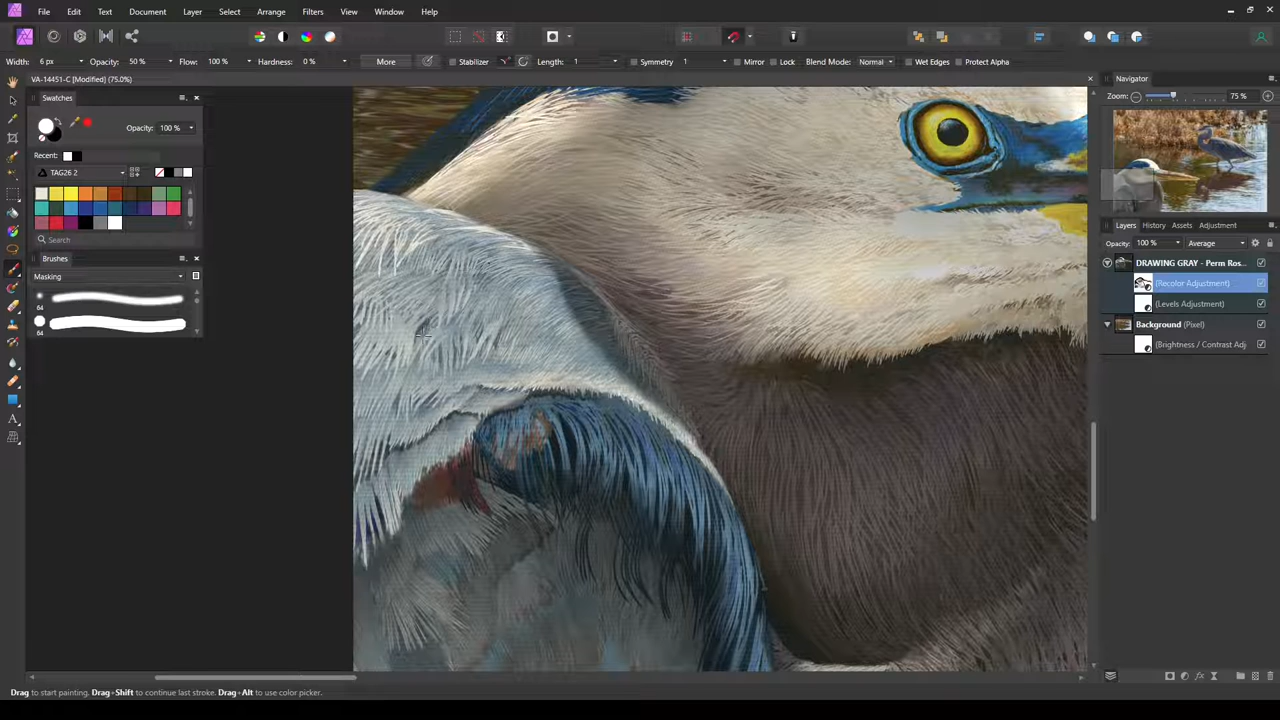 File Edit Text Document Layer Select Arrange Filters View Window Help
Width: 6 px Opacity: 50 % Flow: 100 % Hardness: 0 % More Stabilizer Length: 1 Symmetry 1 Mirror Lock Blend Mode: Normal Wet Edges Protect Alpha
VA-14451-C [Modified] (75.0%)
Swatches
Opacity: 100 %
Recent:
TAG26 2
Search
Brushes
Masking
64
64
Navigator
Zoom: 75 %
Layers History Assets Adjustment
Opacity: 100 % Average
DRAWING GRAY - Perm Ros...
(Recolor Adjustment)
(Levels Adjustment)
Background (Pixel)
(Brightness / Contrast Adj
Drag to start painting. Drag+Shift to continue last stroke. Drag+Alt to use color picker.